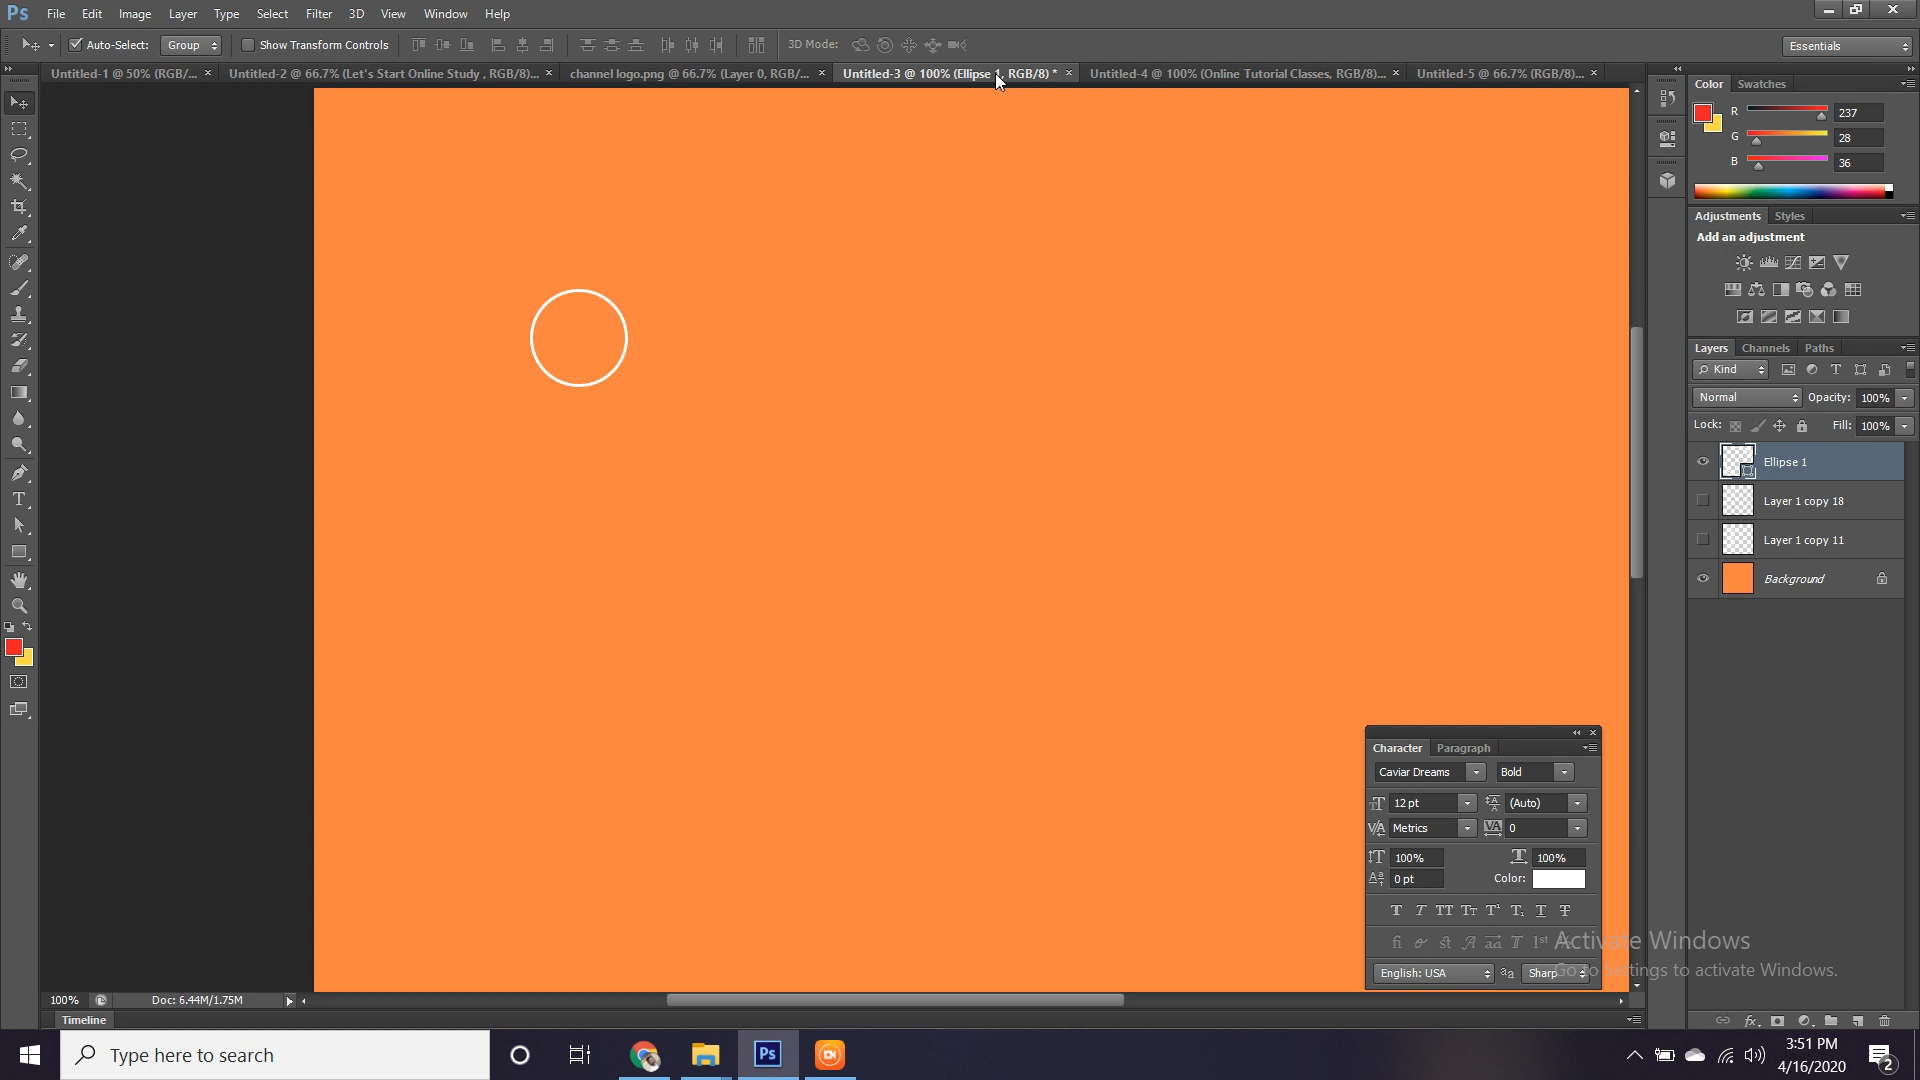 Ps File Edit Image Layer Type Select Filter 3D View Window Help
Auto-Select: Group Show Transform Controls 3D Mode: Essentials
Untitled-1 @ 50% (RGB/... × Untitled-2 @ 66.7% (Let's Start Online Study , RGB/8)... × channel logo.png @ 66.7% (Layer 0, RGB/... × Untitled-3 @ 100% (Ellipse 1, RGB/8) * × Untitled-4 @ 100% (Online Tutorial Classes, RGB/8)... × Untitled-5 @ 66.7% (RGB/8)... ×
Color Swatches
R 237
G 28
B 36
Adjustments Styles
Add an adjustment
Layers Channels Paths
Kind
Normal Opacity: 100%
Lock: Fill: 100%
Ellipse 1
Layer 1 copy 18
Layer 1 copy 11
Background
Character Paragraph
Caviar Dreams Bold
12 pt (Auto)
Metrics 0
100% 100%
0 pt Color:
English: USA aa Sharp
Activate Windows
Go to Settings to activate Windows.
100% Doc: 6.44M/1.75M
Timeline
Type here to search
Ps
3:51 PM
4/16/2020
2